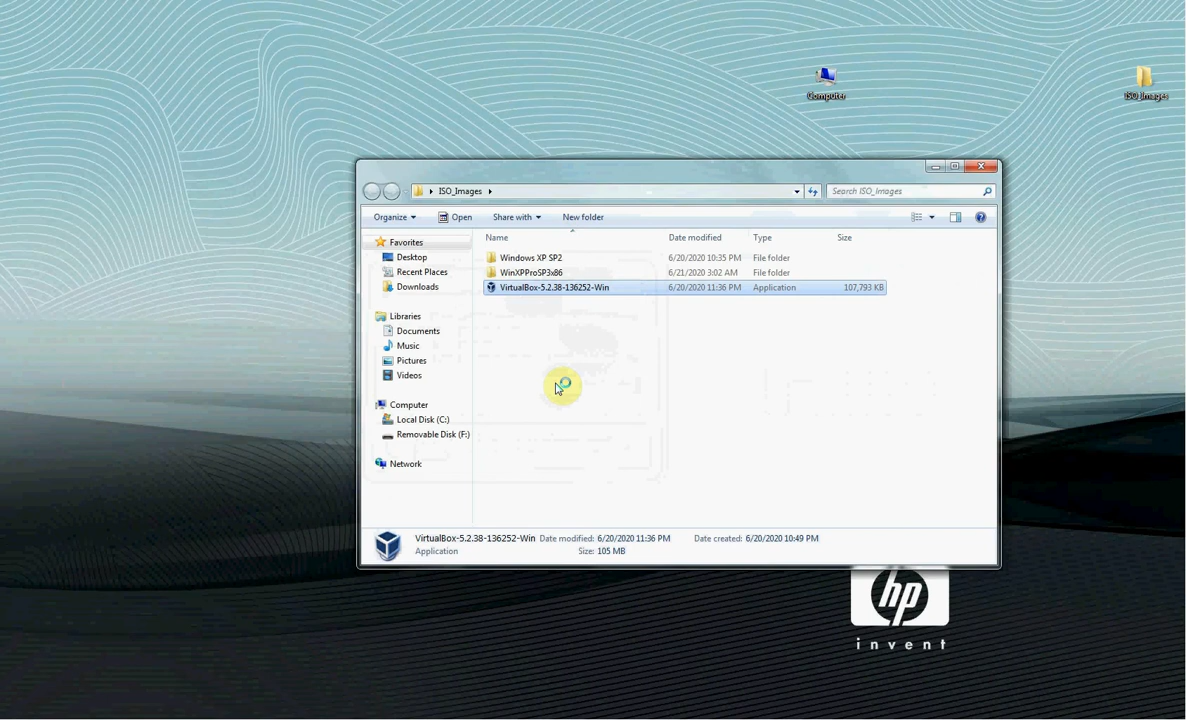 Computer
ISO_Images
ISO_Images
Search ISO_Images
Organize Open Share with New folder
Name Date modified Type Size
Favorites
Desktop
Recent Places
Downloads
Libraries
Documents
Music
Pictures
Videos
Computer
Local Disk (C:)
Removable Disk (F:)
Network
Windows XP SP2 6/20/2020 10:35 PM File folder
WinXPProSP3x86 6/21/2020 3:02 AM File folder
VirtualBox-5.2.38-136252-Win 6/20/2020 11:36 PM Application 107,793 KB
VirtualBox-5.2.38-136252-Win Date modified: 6/20/2020 11:36 PM Date created: 6/20/2020 10:49 PM
Application Size: 105 MB
hp
invent